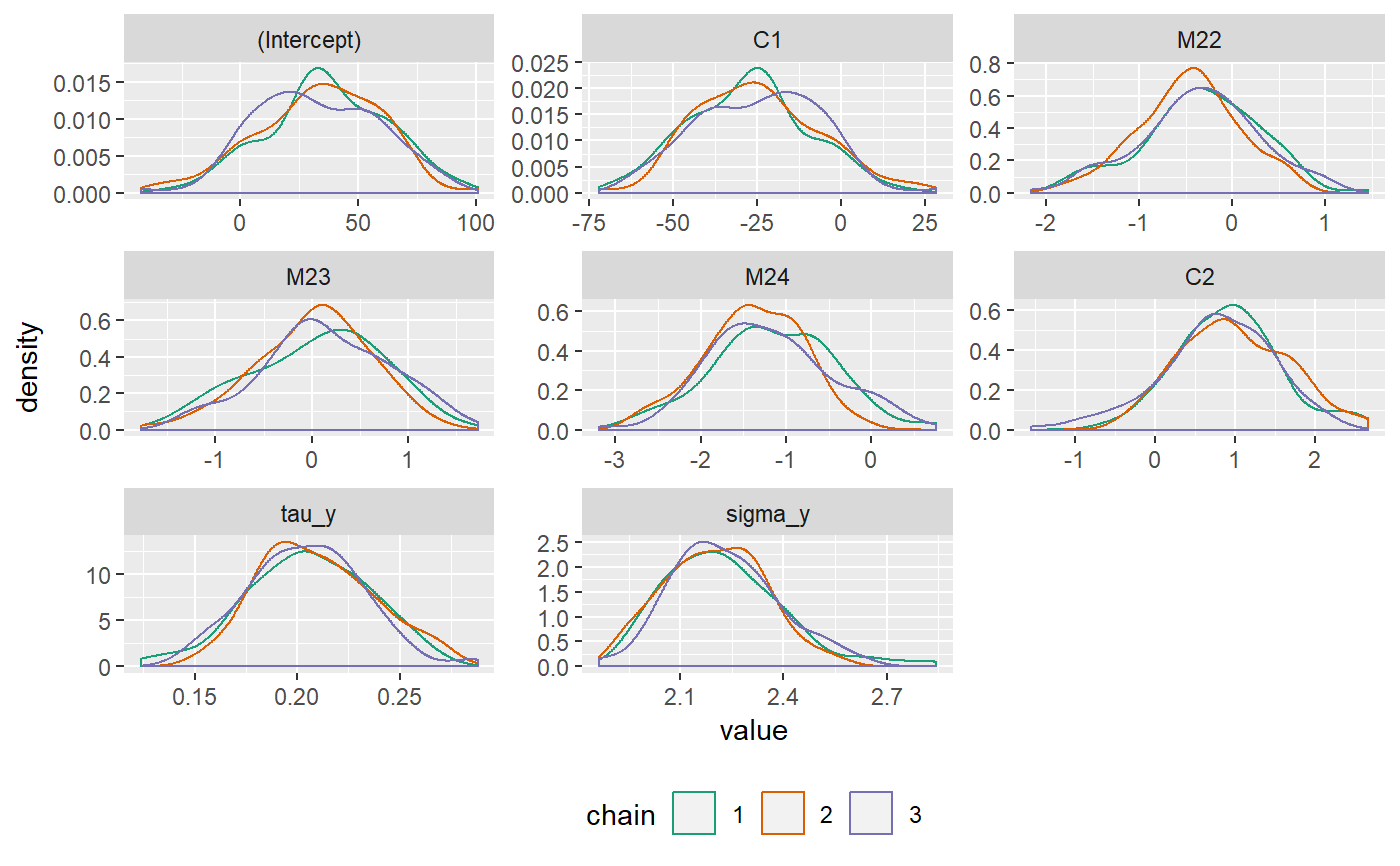 (Intercept) C1 M22
0.015 0.010 0.005 0.000
0.025 0.020 0.015 0.010 0.005 0.000
0.8 0.6 0.4 0.2 0.0
0 50 100 -75 -50 -25 0 25 -2 -1 0 1
M23 M24 C2
0.6 0.4 0.2 0.0
0.6 0.4 0.2 0.0
0.6 0.4 0.2 0.0
-1 0 1 -3 -2 -1 0 -1 0 1 2
density
tau_y sigma_y
10 5 0
2.5 2.0 1.5 1.0 0.5 0.0
0.15 0.20 0.25 2.1 2.4 2.7
value
chain 1 2 3